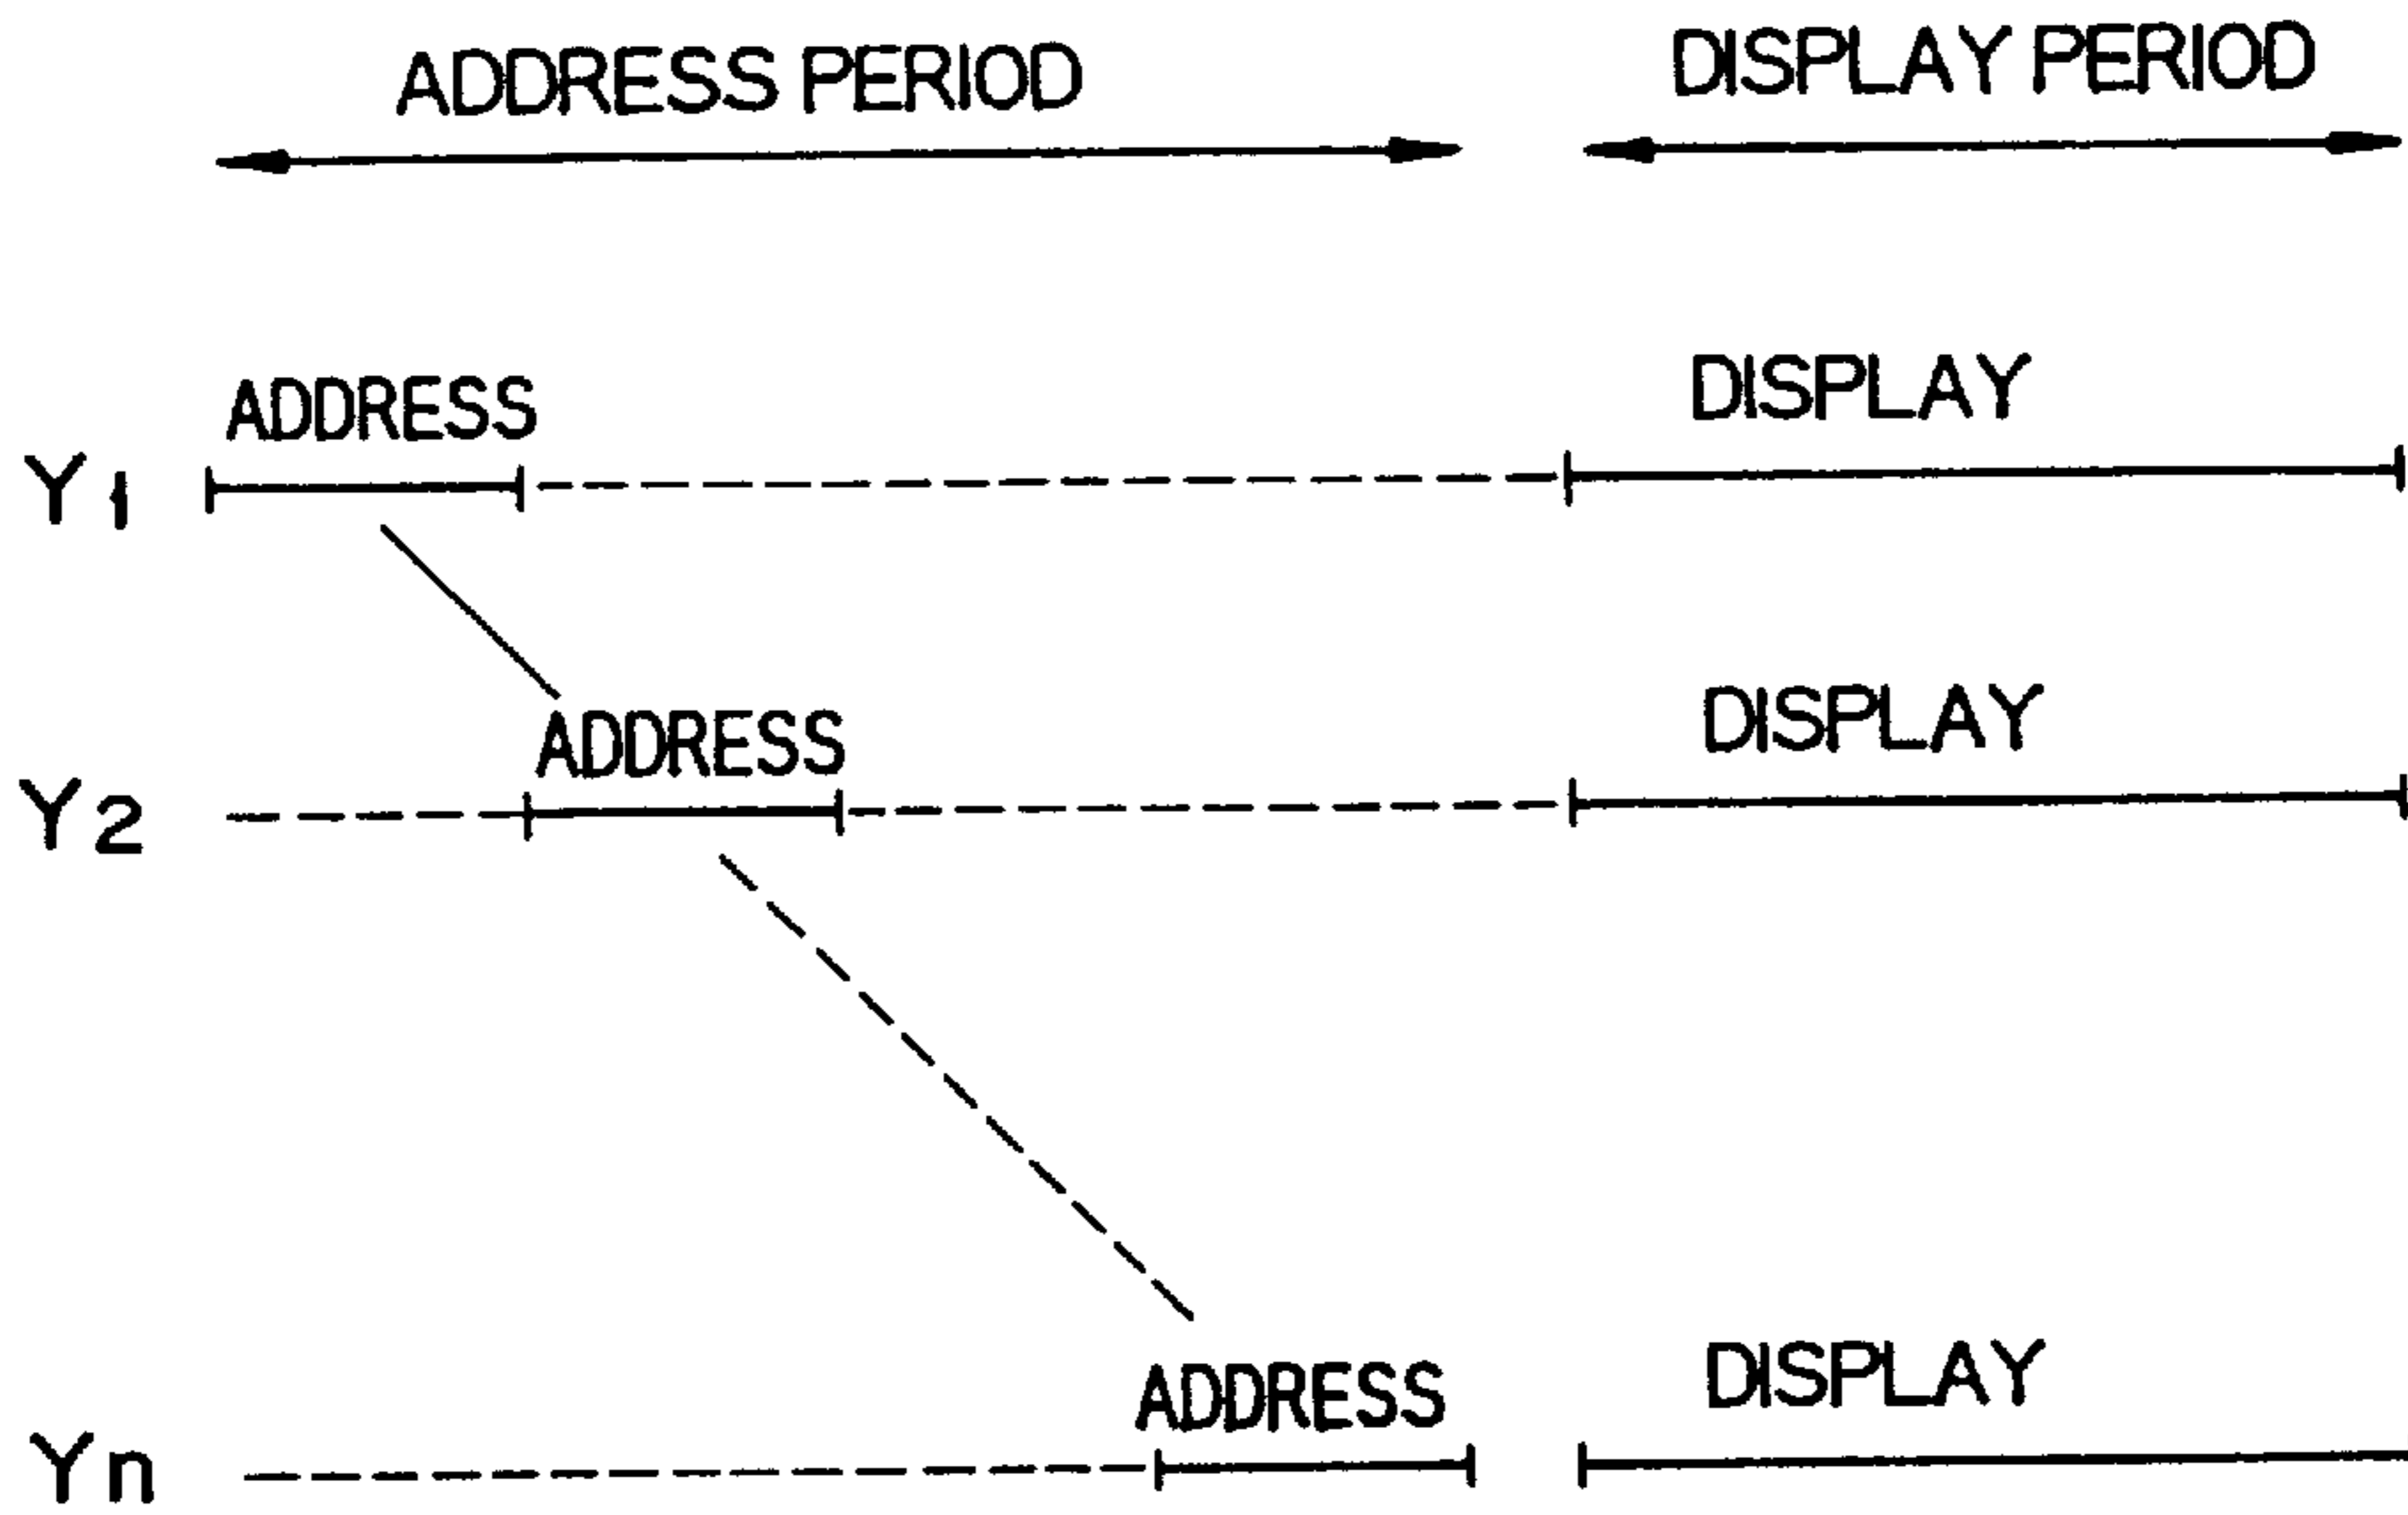 ADDRESS PERIOD DISPLAY PERIOD
ADDRESS DISPLAY
Y1
ADDRESS DISPLAY
Y2
ADDRESS DISPLAY
Yn